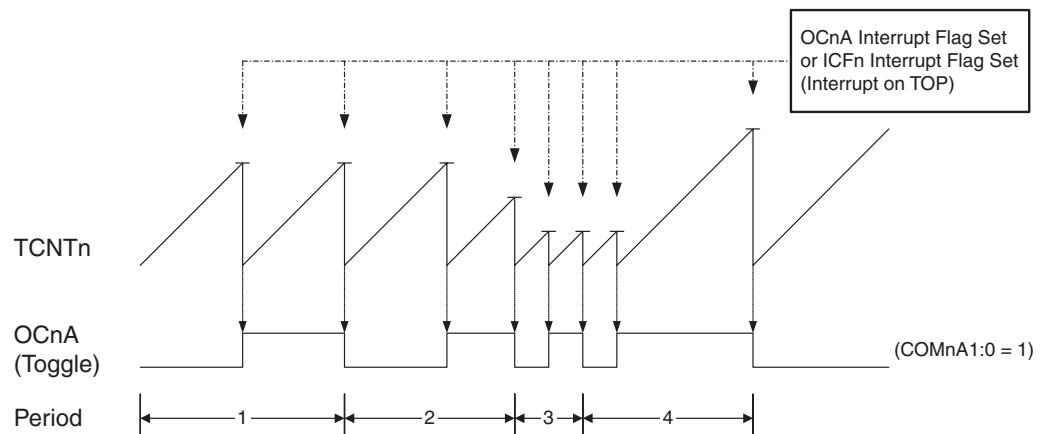 OCnA Interrupt Flag Set
or ICFn Interrupt Flag Set
(Interrupt on TOP)
TCNTn
OCnA
(Toggle)
(COMnA1:0 = 1)
Period
1
2
3
4